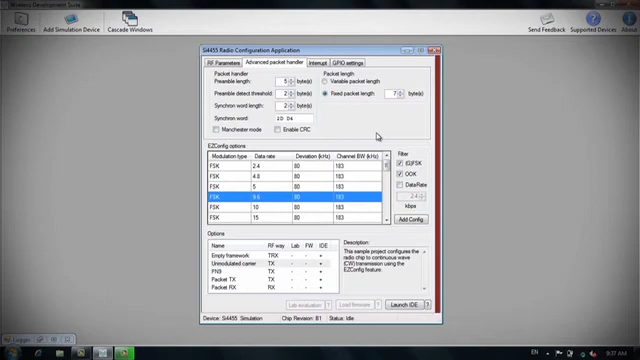 Wireless Development Suite
Preferences
Add Simulation Device
Cascade Windows
Send Feedback
Supported Devices
About
Si4455 Radio Configuration Application
RF Parameters
Advanced packet handler
Interrupt
GPIO settings
Packet handler
Packet length
Preamble length: 5 byte(s)
Variable packet length
Preamble detect threshold: 2 byte(s)
Fixed packet length 7 byte(s)
Synchron word length: 2 byte(s)
Synchron word 2D D4
Manchester mode
Enable CRC
EZConfig options
Modulation type Data rate Deviation (kHz) Channel BW (kHz)
FSK 2.4 80 183
FSK 4.8 80 183
FSK 5 80 183
FSK 9.6 80 183
FSK 10 80 183
FSK 15 80 183
Filter
(G)FSK
OOK
DataRate
2.4
kbps
Add Config
Options
Name RF way Lab FW IDE
Empty framework TRX - - +
Unmodulated carrier TX - - +
PN9 TX - - +
Packet TX TX - - +
Packet RX RX - - +
Description:
This sample project configures
the radio chip to continuous wave
(CW) transmission using the
EZConfig feature.
Lab evaluation ?
Load firmware ?
Launch IDE ?
Device: Si4455 Simulation
Chip Revision: B1
Status: Idle
Logger
EN
9:37 AM